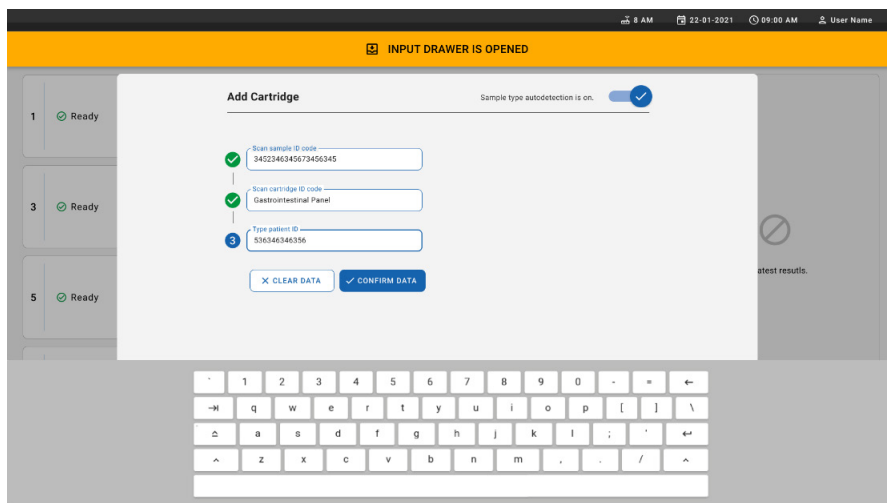 8 AM 22-01-2021 09:00 AM User Name
INPUT DRAWER IS OPENED
Add Cartridge
Sample type autodetection is on.
1 Ready
3 Ready
5 Ready
Scan sample ID code
3452346345673456345
Scan cartridge ID code
Gastrointestinal Panel
3
Type patient ID
536346346356
CLEAR DATA
CONFIRM DATA
atest resutls.
` 1 2 3 4 5 6 7 8 9 0 - =
q w e r t y u i o p [ ] \
a s d f g h j k l ; '
z x c v b n m , . /